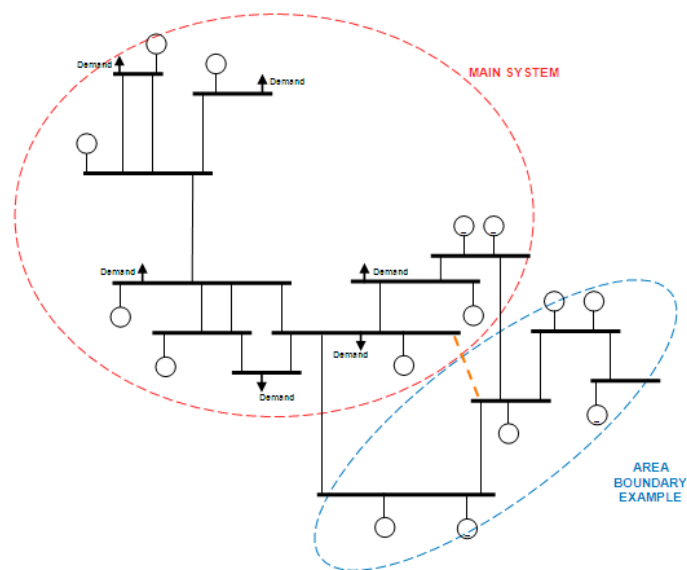 Demand
MAIN SYSTEM
Demand
Demand
Demand
Demand
Demand
AREA
BOUNDARY
EXAMPLE